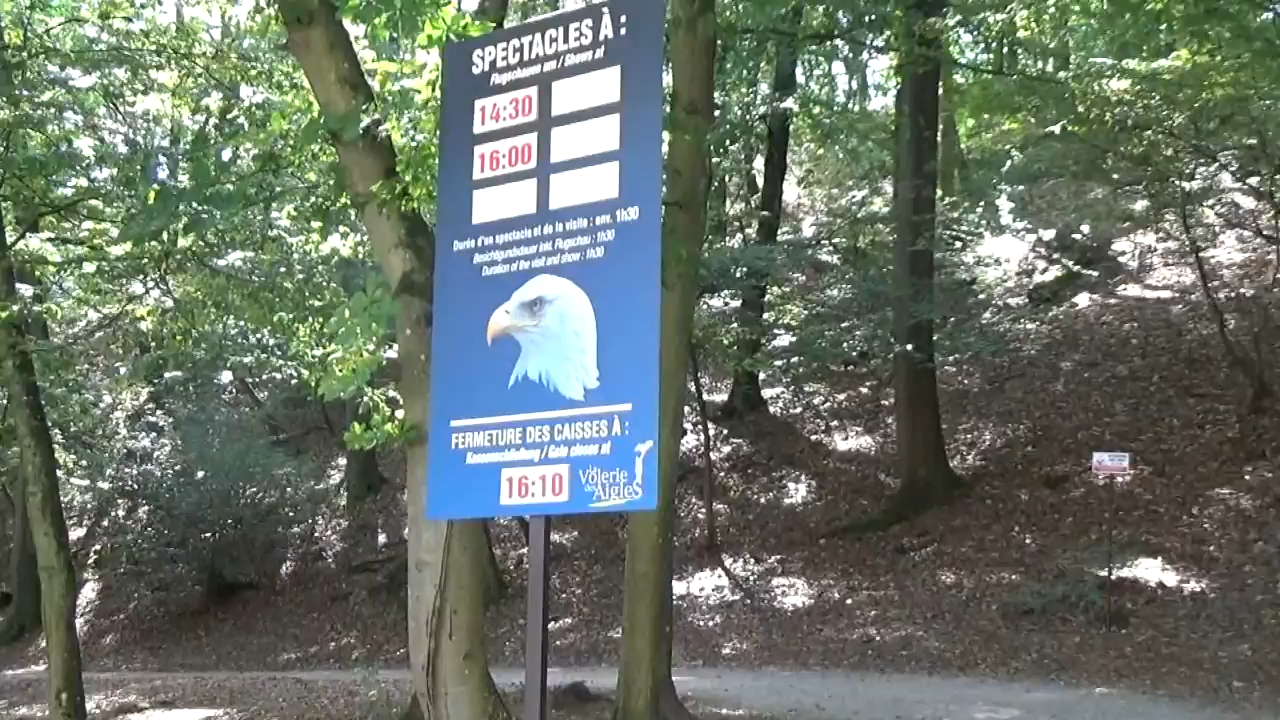 SPECTACLES À :
Flugschauen um / Shows at
14:30
16:00
Durée d'un spectacle et de la visite : env. 1h30
Besichtigundsdauer inkl. Flugschau : 1h30
Duration of the visit and show : 1h30
FERMETURE DES CAISSES À :
Kassenschließung / Gate closes at
16:10
la Volerie
des Aigles